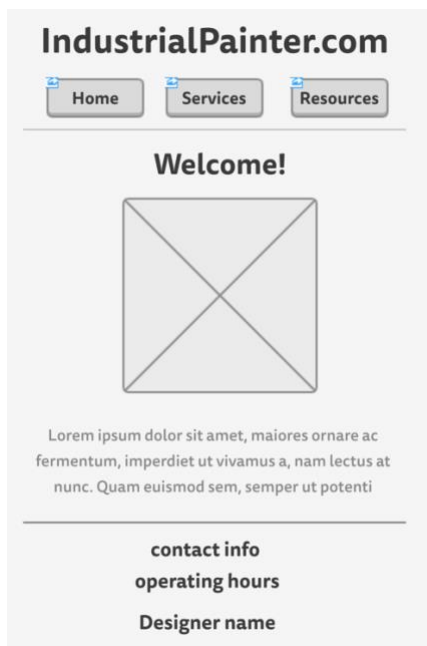 IndustrialPainter.com
Home Services Resources
Welcome!
Lorem ipsum dolor sit amet, maiores ornare ac
fermentum, imperdiet ut vivamus a, nam lectus at
nunc. Quam euismod sem, semper ut potenti
contact info
operating hours
Designer name